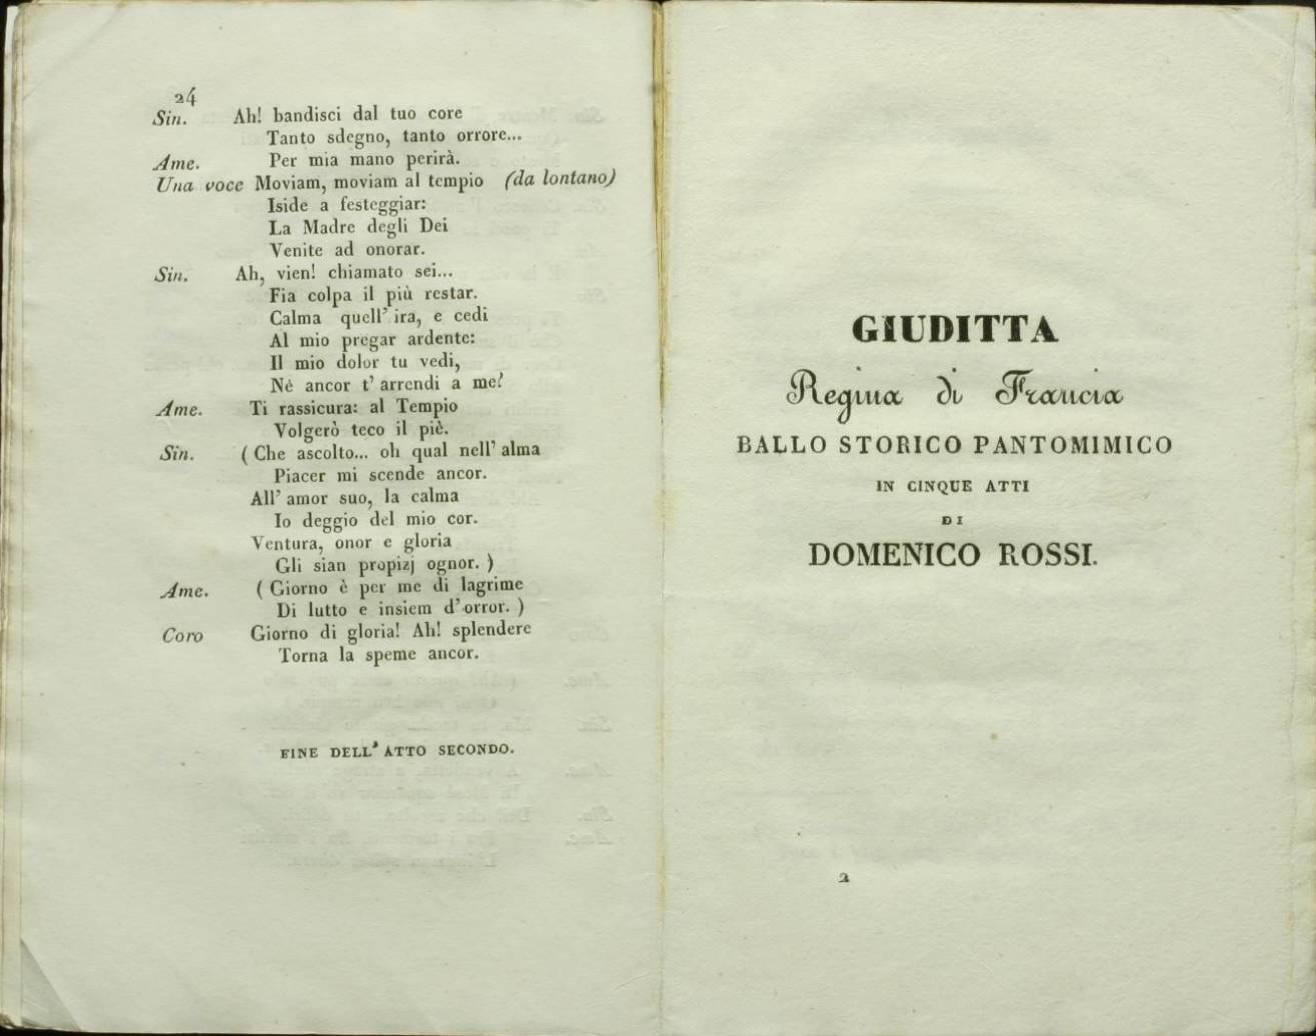 24
Sin. Ah! bandisci dal tuo core
Tanto sdegno, tanto orrore...
Ame. Per mia mano perirà.
Una voce Moviam, moviam al tempio (da lontano)
Iside a festeggiar:
La Madre degli Dei
Venite ad onorar.
Sin. Ah, vien! chiamato sei...
Fia colpa il più restar.
Calma quell' ira, e cedi
Al mio pregar ardente:
Il mio dolor tu vedi,
Nè ancor t' arrendi a me?
Ame. Ti rassicura: al Tempio
Volgerò teco il piè.
Sin. ( Che ascolto... oh qual nell' alma
Piacer mi scende ancor.
All' amor suo, la calma
Io deggio del mio cor.
Ventura, onor e gloria
Gli sian propizj ognor. )
Ame. ( Giorno è per me di lagrime
Di lutto e insiem d' orror. )
Coro Giorno di gloria! Ah! splendere
Torna la speme ancor.
FINE DELL' ATTO SECONDO.
GIUDITTA
Regina di Francia
BALLO STORICO PANTOMIMICO
IN CINQUE ATTI
DI
DOMENICO ROSSI.
2